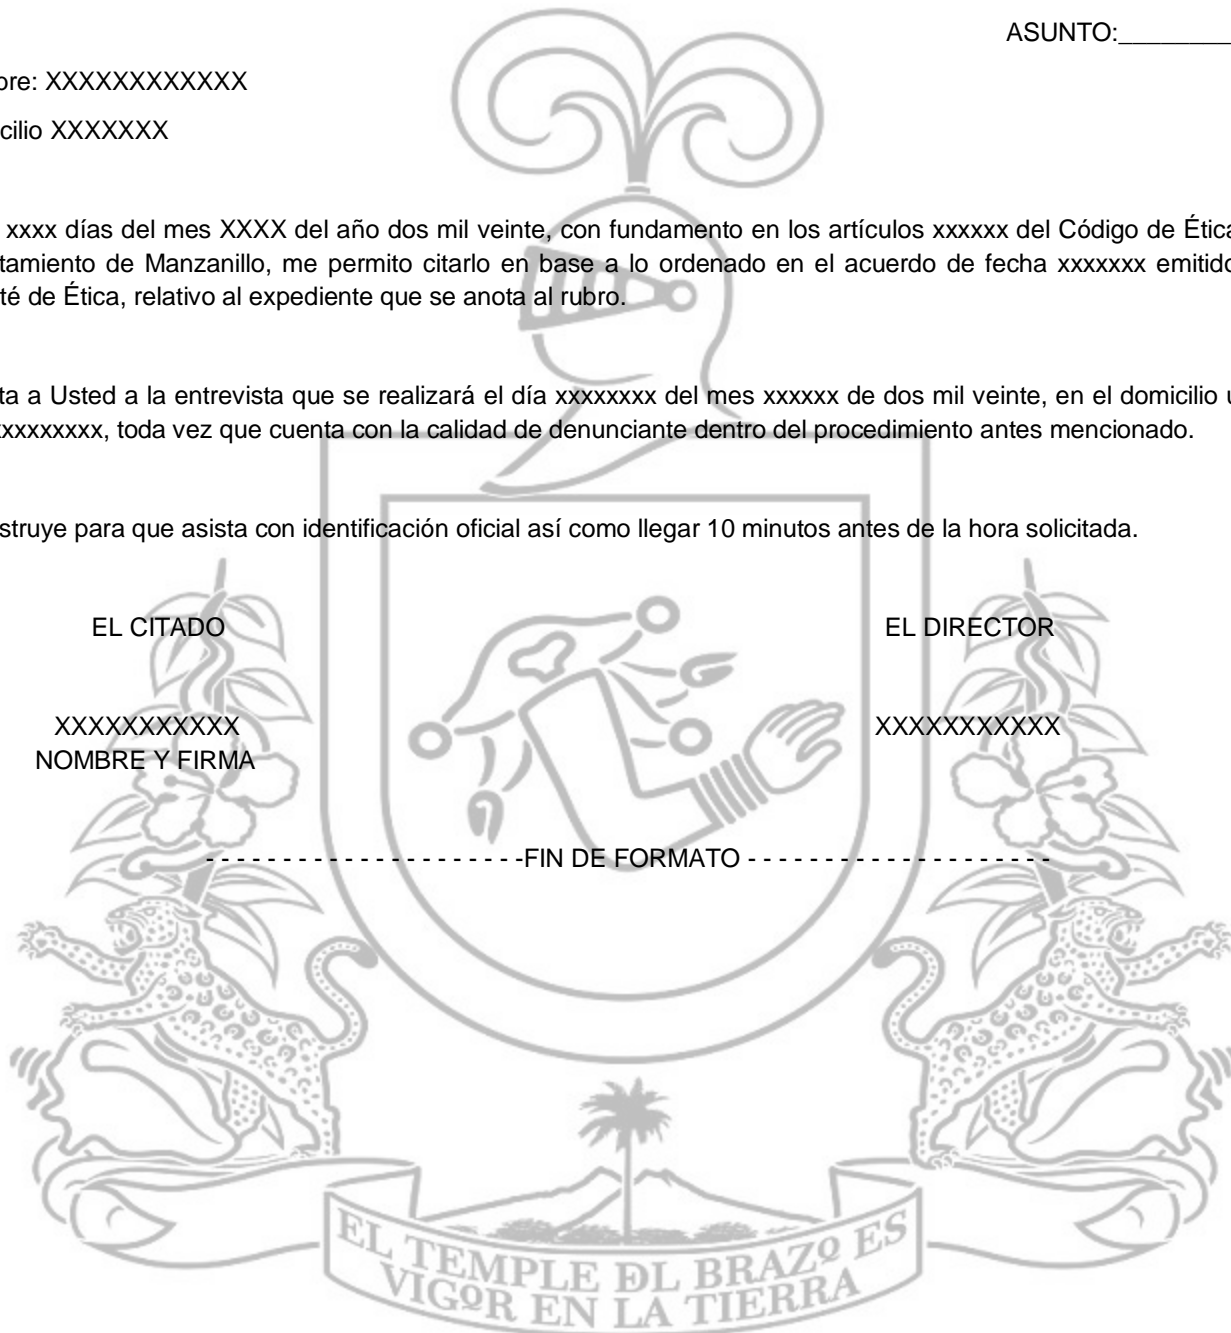 ASUNTO:_________
bre: XXXXXXXXXXXX
cilio XXXXXXX
xxxx días del mes XXXX del año dos mil veinte, con fundamento en los artículos xxxxxx del Código de Ética
tamiento de Manzanillo, me permito citarlo en base a lo ordenado en el acuerdo de fecha xxxxxxx emitido
té de Ética, relativo al expediente que se anota al rubro.
ta a Usted a la entrevista que se realizará el día xxxxxxxx del mes xxxxxx de dos mil veinte, en el domicilio u
xxxxxxxxx, toda vez que cuenta con la calidad de denunciante dentro del procedimiento antes mencionado.
struye para que asista con identificación oficial así como llegar 10 minutos antes de la hora solicitada.
EL CITADO EL DIRECTOR
XXXXXXXXXXX XXXXXXXXXXX
NOMBRE Y FIRMA
- - - - - - - - - - - - - - - - - - - - -FIN DE FORMATO - - - - - - - - - - - - - - - - - - - -
EL TEMPLE DL BRAZO ES
VIGOR EN LA TIERRA